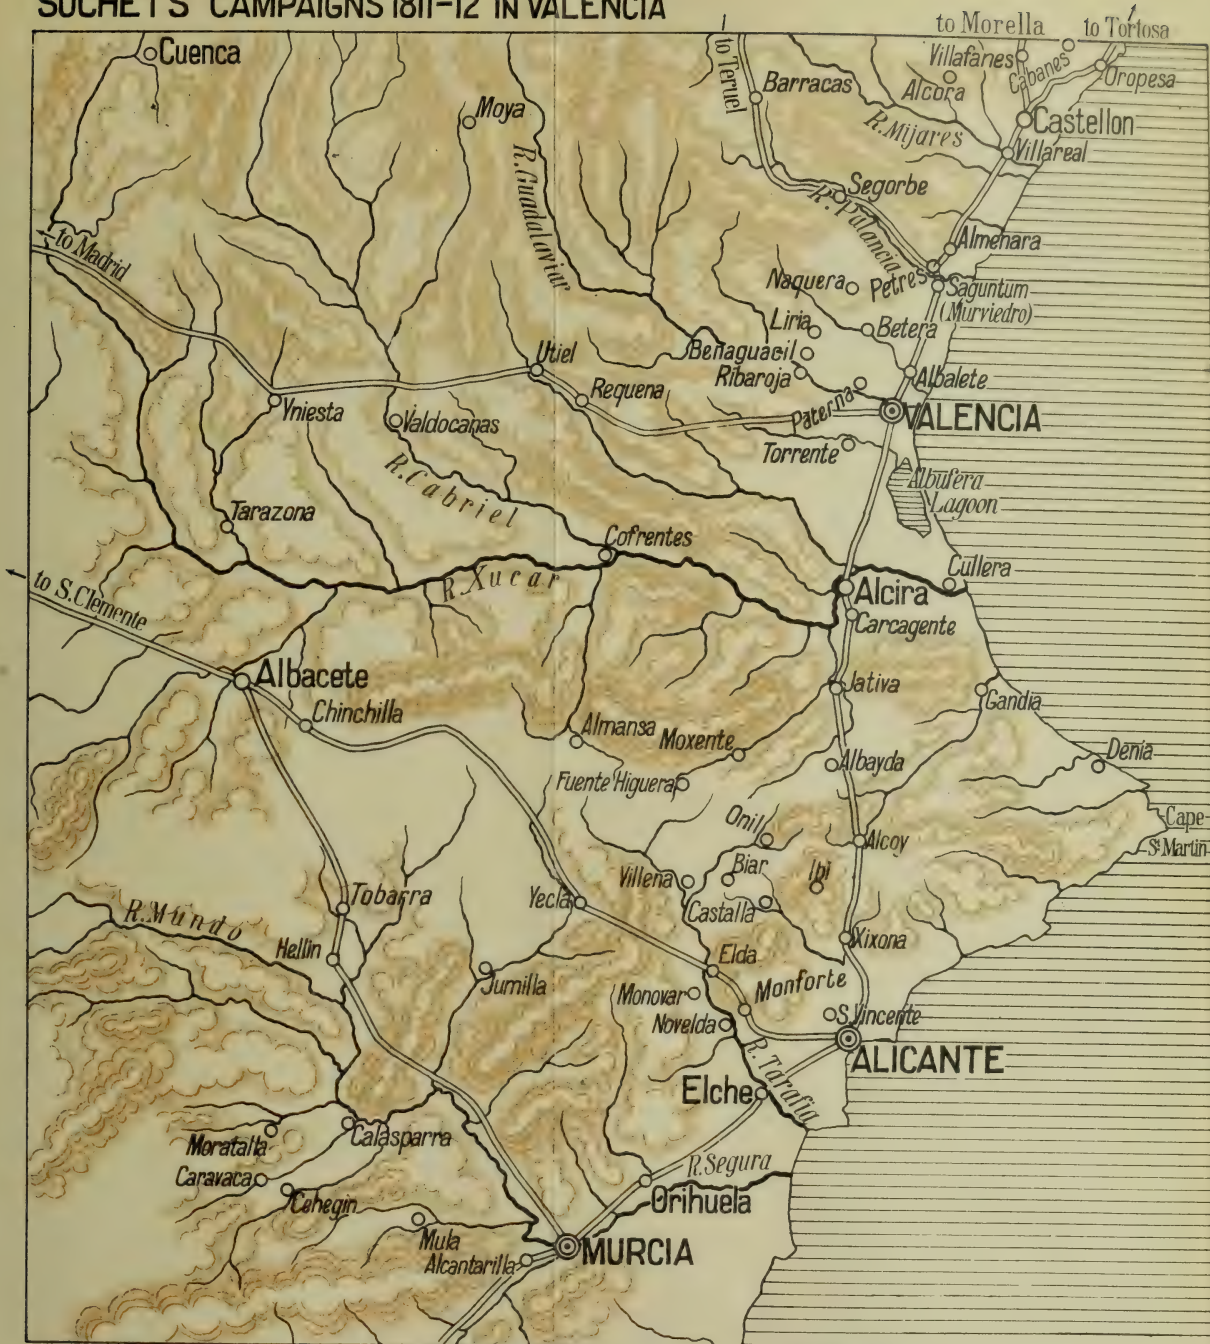 SUCHET'S CAMPAIGNS 1811-12 IN VALENCIA
to Morella
to Tortosa
Cuenca
to Teruel
Villafanes
Cabanes
Oropesa
Barracas
Alcora
Moya
R. Mijares
Castellon
Villareal
R. Guadalaviar
Segorbe
R. Palancia
to Madrid
Almenara
Naquera
Petres
Saguntum
(Murviedro)
Liria
Betera
Utiel
Benaguacil
Ribaroja
Albalete
Yniesta
Requena
Paterna
VALENCIA
Valdocanas
Torrente
R. Cabriel
Albufera
Lagoon
Tarazona
Cofrentes
to S. Clemente
R. Xucar
Cullera
Alcira
Carcagente
Albacete
Jativa
Gandia
Chinchilla
Almansa
Moxente
Albayda
Denia
Fuente Higuera
Onil
Alcoy
Cape
St Martin
Villena
Biar
Ibi
Tobarra
Yecla
Castalla
R. Mundo
Xixona
Hellin
Elda
Jumilla
Monovar
Monforte
Novelda
S. Vincente
ALICANTE
R. Tarafia
Elche
Moratalla
Calasparra
Caravaca
R. Segura
Cehegin
Orihuela
Mula
MURCIA
Alcantarilla